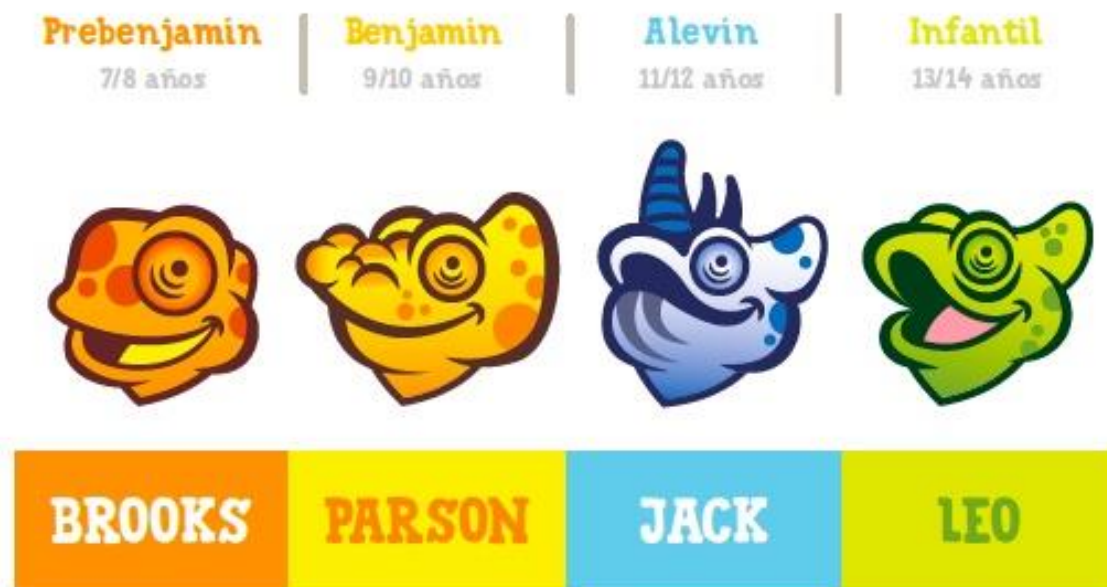 Prebenjamin
7/8 años
Benjamin
9/10 años
Alevin
11/12 años
Infantil
13/14 años
BROOKS
PARSON
JACK
LEO